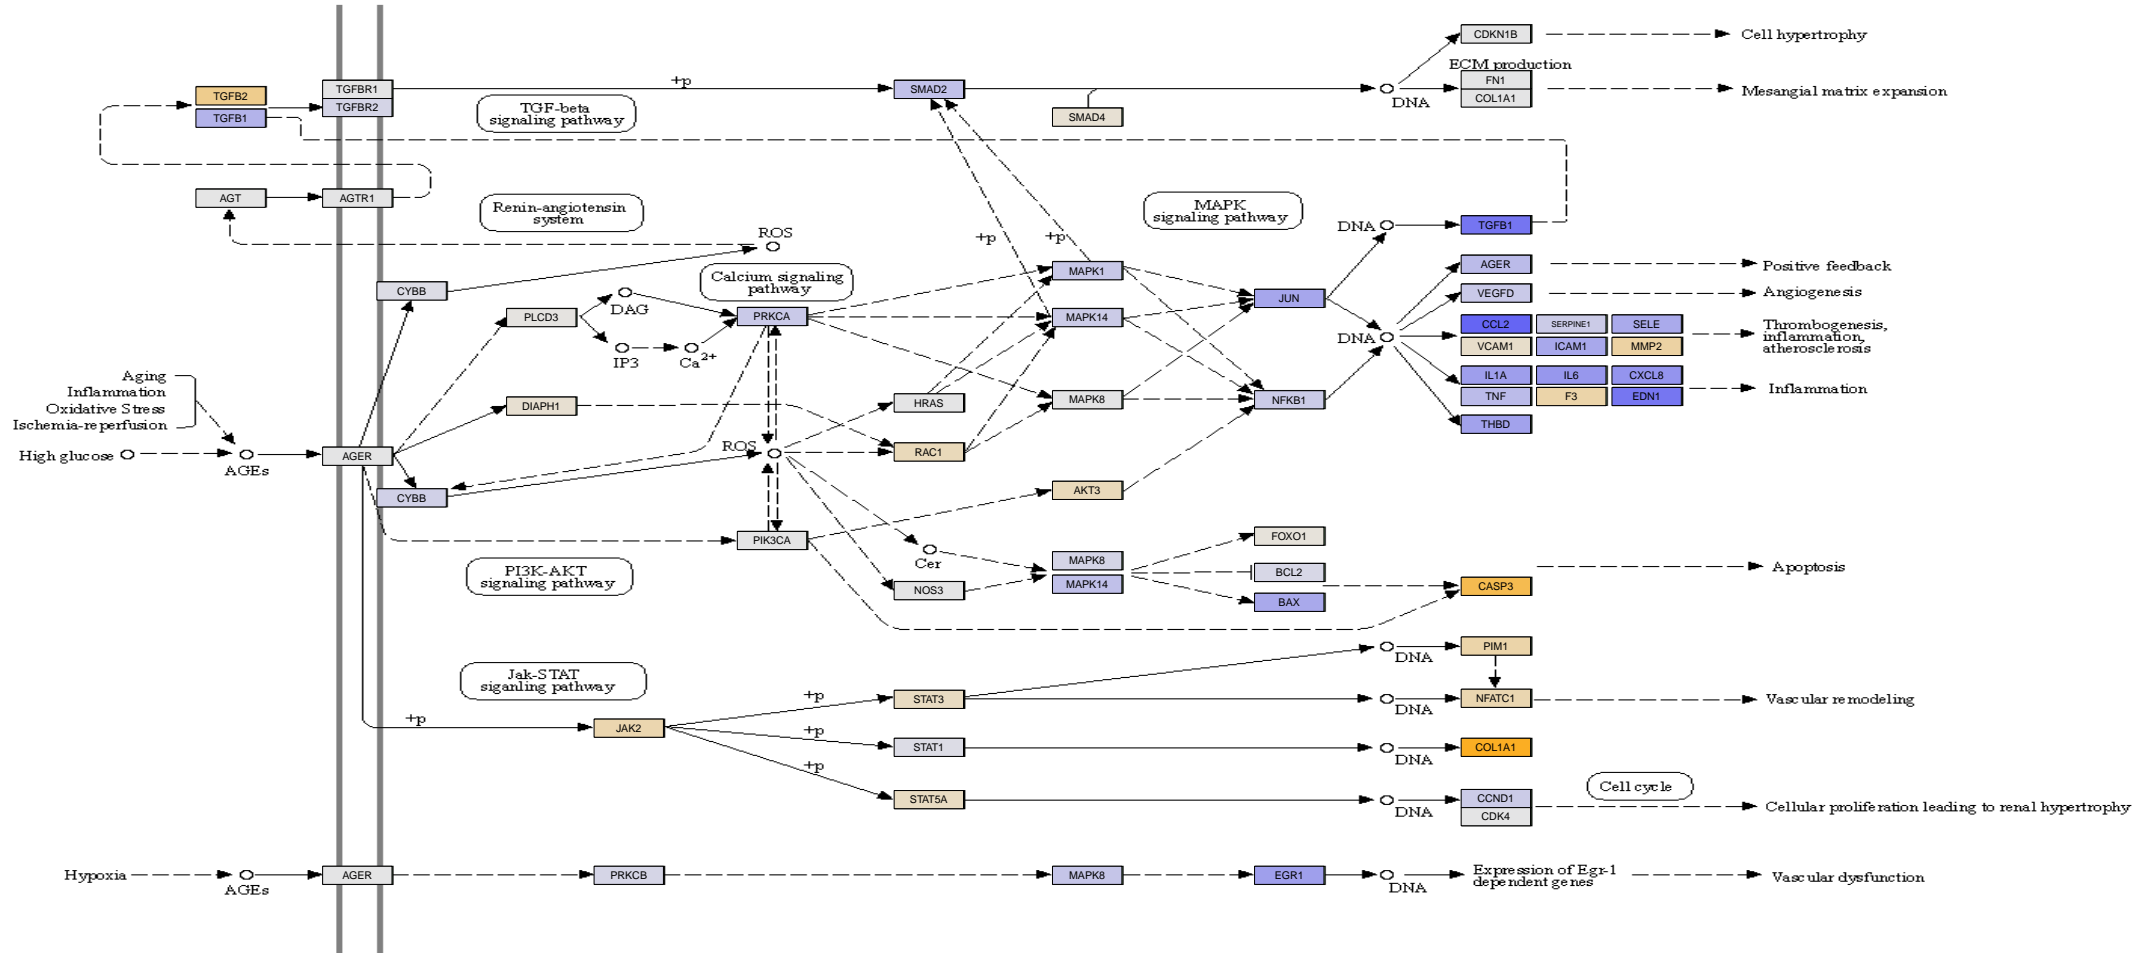 CDKN1B
Cell hypertrophy
ECM production
TGFB2
TGFBR1
+p
SMAD2
FN1
DNA
COL1A1
Mesangial matrix expansion
TGFBR2
TGFB1
TGF-beta
signaling pathway
SMAD4
AGT
AGTR1
Renin-angiotensin
system
MAPK
signaling pathway
ROS
+p
+p
DNA
TGFB1
CYBB
Calcium signaling
pathway
MAPK1
AGER
Positive feedback
PLCD3
DAG
PRKCA
MAPK14
JUN
VEGFD
Angiogenesis
IP3
Ca2+
DNA
CCL2
SERPINE1
SELE
VCAM1
ICAM1
MMP2
Thrombogenesis,
inflammation,
atherosclerosis
Aging
Inflammation
Oxidative Stress
Ischemia-reperfusion
IL1A
IL6
CXCL8
TNF
F3
EDN1
Inflammation
DIAPH1
HRAS
MAPK8
NFKB1
THBD
High glucose
AGEs
AGER
ROS
RAC1
CYBB
AKT3
PIK3CA
Cer
FOXO1
PI3K-AKT
signaling pathway
NOS3
MAPK8
MAPK14
BCL2
BAX
CASP3
Apoptosis
DNA
PIM1
Jak-STAT
siganling pathway
+p
JAK2
+p
STAT3
DNA
NFATC1
Vascular remodeling
+p
STAT1
DNA
COL1A1
+p
STAT5A
DNA
CCND1
CDK4
Cell cycle
Cellular proliferation leading to renal hypertrophy
Hypoxia
AGEs
AGER
PRKCB
MAPK8
EGR1
DNA
Expression of Egr-1
dependent genes
Vascular dysfunction